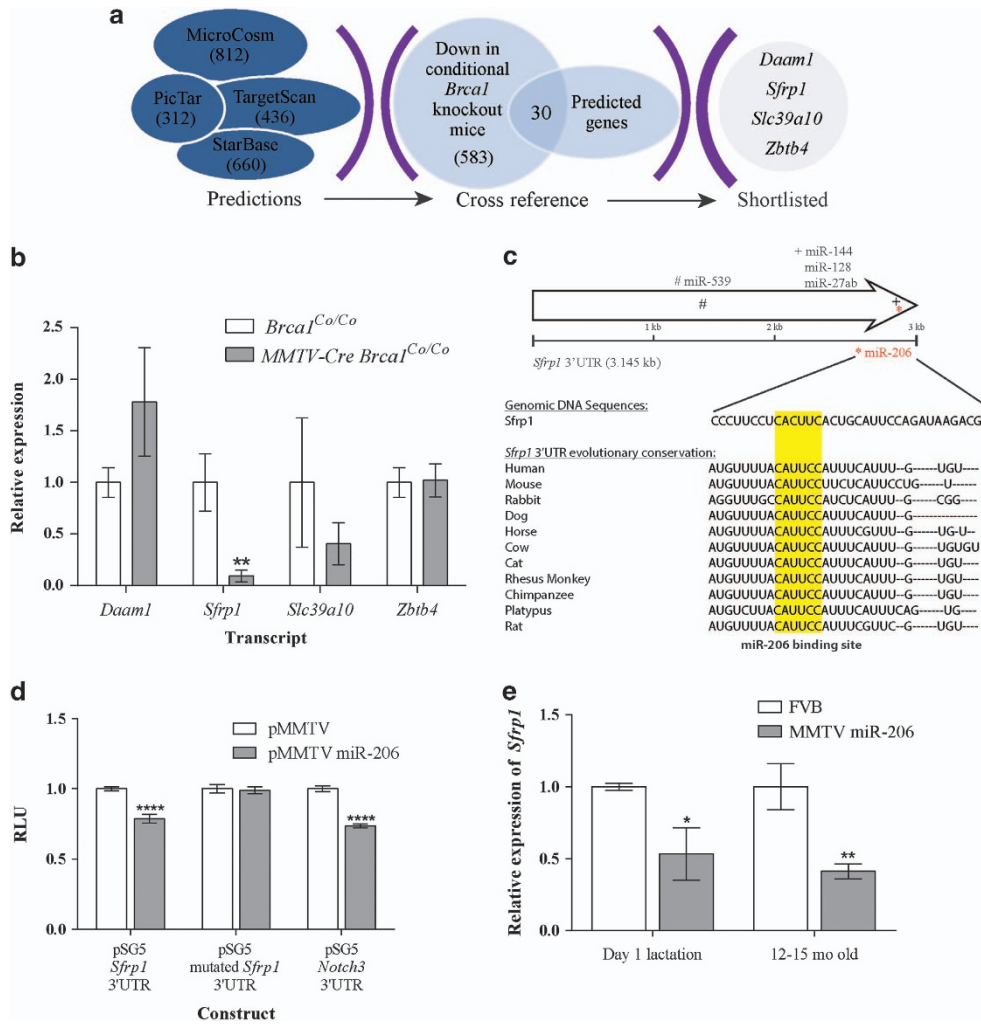 a
MicroCosm
(812)
PicTar
(312)
TargetScan
(436)
StarBase
(660)
Predictions
Down in
conditional
Brca1
knockout
mice
(583)
30
Predicted
genes
Cross reference
Daam1
Sfrp1
Slc39a10
Zbtb4
Shortlisted
b
Relative expression
2.5
2.0
1.5
1.0
0.5
0.0
Brca1Co/Co
MMTV-Cre Brca1Co/Co
**
Daam1
Sfrp1
Slc39a10
Zbtb4
Transcript
c
+ miR-144
miR-128
miR-27ab
# miR-539
#
+
*
1 kb
2 kb
3 kb
Sfrp1 3'UTR (3.145 kb)
* miR-206
Genomic DNA Sequences:
Sfrp1 CCCUUCCUCACUUCACUGCAUUCCAGAUAAGACG
Sfrp1 3'UTR evolutionary conservation:
Human AUGUUUUACAUUCCAUUUCAUUU--G------UGU----
Mouse AUGUUUUACAUUCCUUCUCAUUCCUG-----U------
Rabbit AGGUUUGCCAUUCCAUCUCAUUU--G------CGG----
Dog AUGUUUUACAUUCCAUUUCAUUU--G----------------
Horse AUGUUUUACAUUCCAUUUCGUUU--G------UG-U--
Cow AUGUUUUACAUUCCAUUUCAUUU--G------UGUGU
Cat AUGUUUUACAUUCCAUUUCAUUU--G------UGU----
Rhesus Monkey AUGUUUUACAUUCCAUUUCAUUU--G------UGU----
Chimpanzee AUGUUUUACAUUCCAUUUCAUUU--G------UGU----
Platypus AUGUCUUACAUUCCAUUUCAUUUCAG-----UG-----
Rat AUGUUUUACAUUCCAUUUCGUUC--G------UGU----
miR-206 binding site
d
RLU
1.5
1.0
0.5
0.0
pMMTV
pMMTV miR-206
****
****
pSG5
Sfrp1
3'UTR
pSG5
mutated Sfrp1
3'UTR
pSG5
Notch3
3'UTR
Construct
e
Relative expression of Sfrp1
1.5
1.0
0.5
0.0
FVB
MMTV miR-206
*
**
Day 1 lactation
12-15 mo old